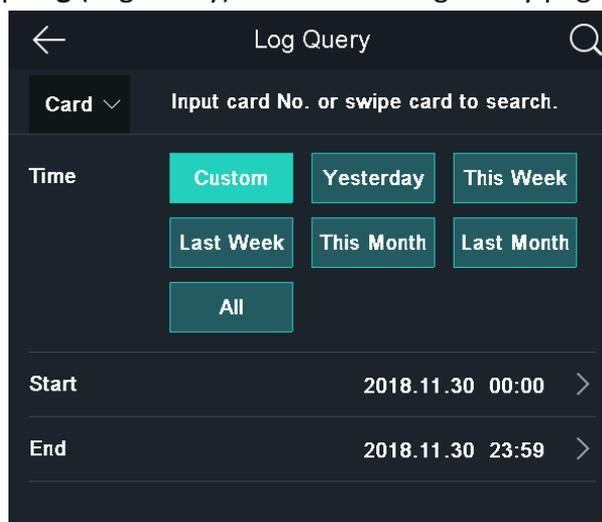 Log Query
Card Input card No. or swipe card to search.
Time Custom Yesterday This Week
Last Week This Month Last Month
All
Start 2018.11.30 00:00
End 2018.11.30 23:59